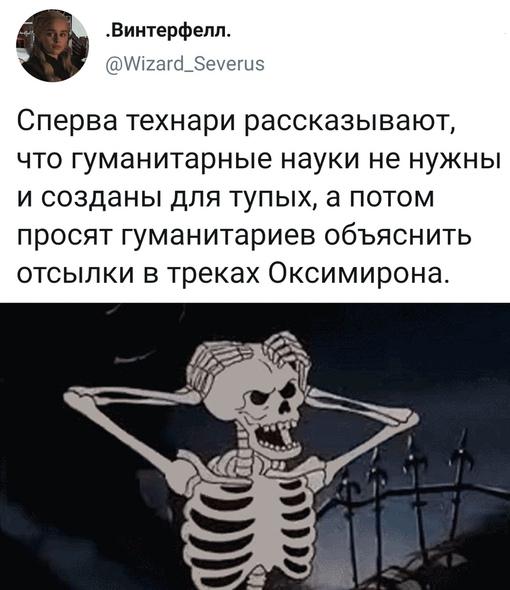 .Винтерфелл.
@Wizard_Severus
Сперва технари рассказывают,
что гуманитарные науки не нужны
и созданы для тупых, а потом
просят гуманитариев объяснить
отсылки в треках Оксимирона.